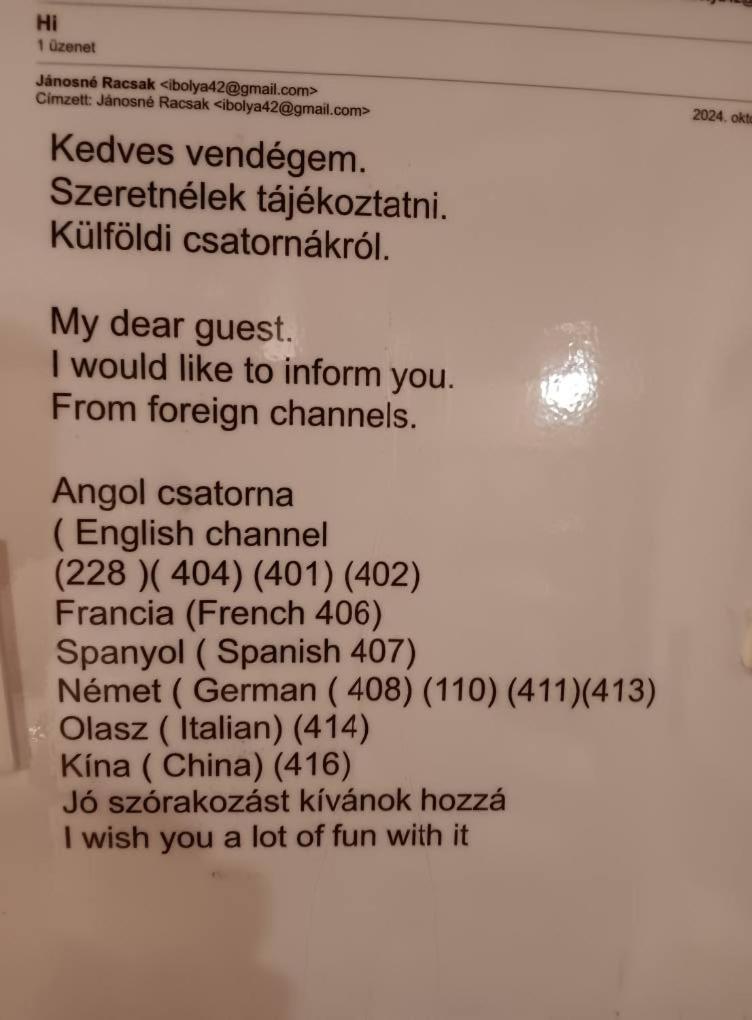 Hi
1 üzenet
Jánosné Racsak <ibolya42@gmail.com>
Címzett: Jánosné Racsak <ibolya42@gmail.com>
2024. okt
Kedves vendégem.
Szeretnélek tájékoztatni.
Külföldi csatornákról.
My dear guest.
I would like to inform you.
From foreign channels.
Angol csatorna
( English channel
(228 )( 404) (401) (402)
Francia (French 406)
Spanyol ( Spanish 407)
Német ( German ( 408) (110) (411)(413)
Olasz ( Italian) (414)
Kína ( China) (416)
Jó szórakozást kívánok hozzá
I wish you a lot of fun with it